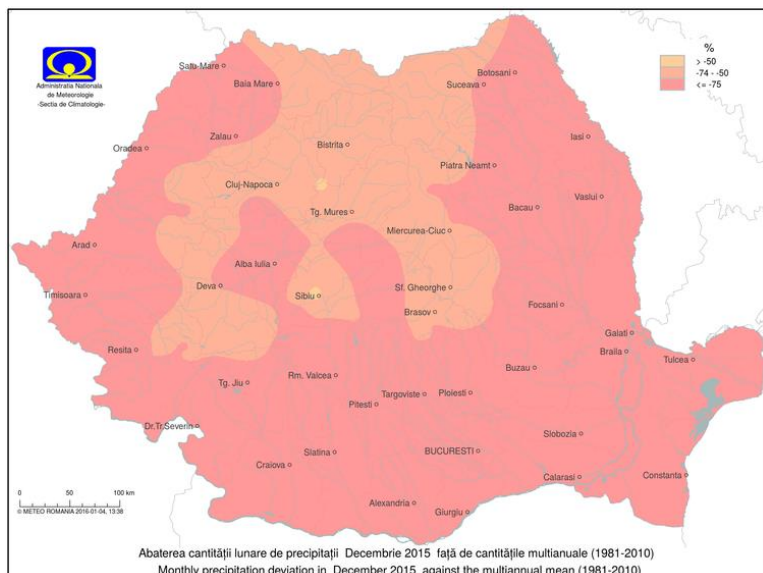 %
> -50
-74 - -50
<= -75
Administratia Nationala
de Meteorologie
-Sectia de Climatologie-
Satu-Mare
Baia Mare
Botosani
Suceava
Zalau
Oradea
Bistrita
Iasi
Piatra Neamt
Cluj-Napoca
Vaslui
Bacau
Tg. Mures
Miercurea-Ciuc
Arad
Alba Iulia
Deva
Sibiu
Sf. Gheorghe
Timisoara
Focsani
Brasov
Galati
Resita
Braila
Tulcea
Buzau
Rm. Valcea
Tg. Jiu
Targoviste
Ploiesti
Pitesti
Dr.Tr.Severin
Slobozia
Slatina
BUCURESTI
Craiova
Calarasi
Constanta
0 50 100 km
© METEO ROMANIA 2016-01-04, 13:38
Alexandria
Giurgiu
Abaterea cantității lunare de precipitații Decembrie 2015 față de cantitățile multianuale (1981-2010)
Monthly precipitation deviation in December 2015 against the multiannual mean (1981-2010)